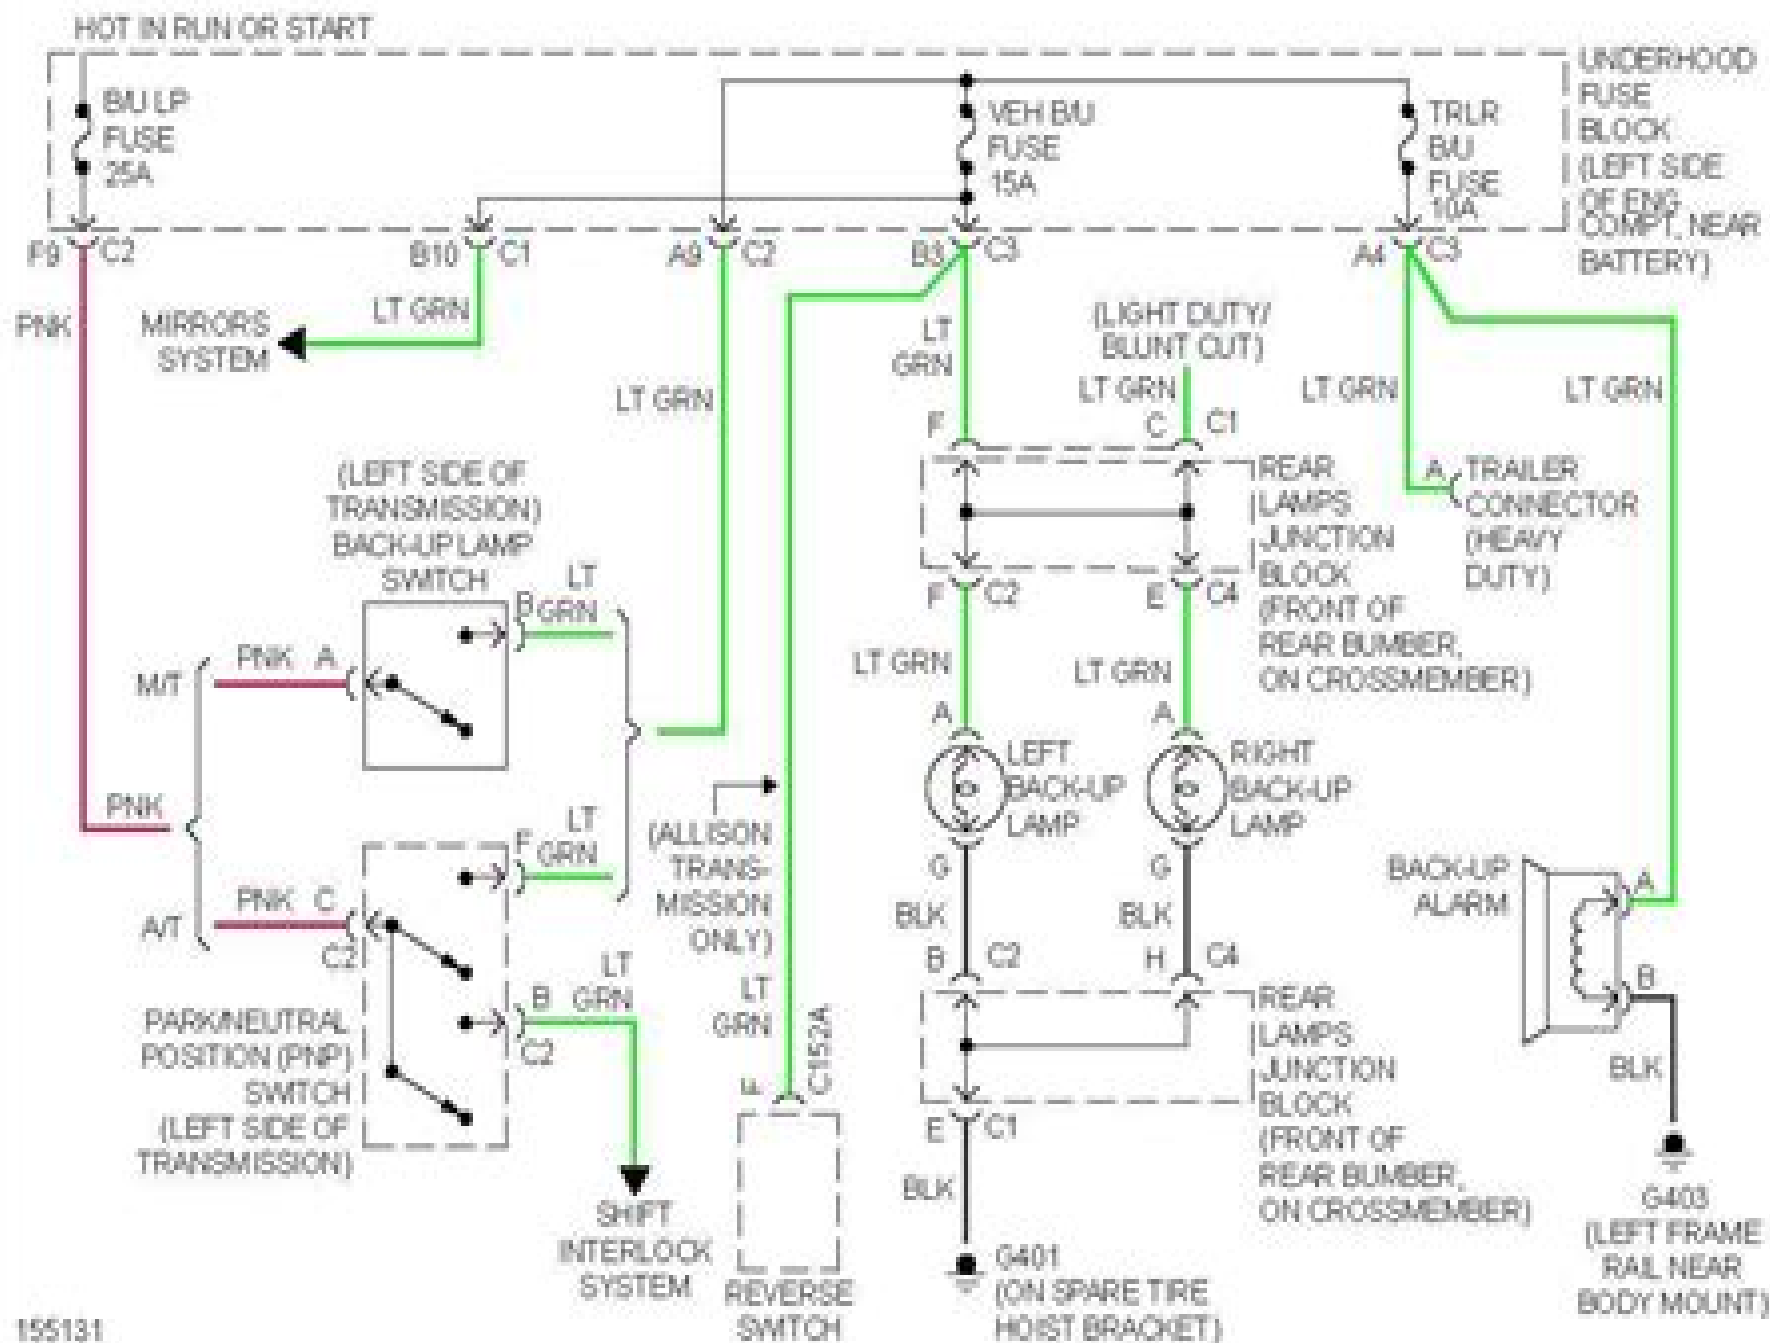 HOT IN RUN OR START
B/U LP
FUSE
25A
VEH B/U
FUSE
15A
TRLR
B/U
FUSE
10A
UNDERHOOD
FUSE
BLOCK
(LEFT SIDE
OF ENG
COMPT, NEAR
BATTERY)
F9
C2
B10
C1
A9
C2
B3
C3
A4
C3
PNK
MIRRORS
SYSTEM
LT GRN
LT GRN
LT
GRN
(LIGHT DUTY/
BLUNT CUT)
LT GRN
LT GRN
LT GRN
F
C
C1
(LEFT SIDE OF
TRANSMISSION)
BACK-UP LAMP
SWITCH
REAR
LAMPS
JUNCTION
BLOCK
(FRONT OF
REAR BUMBER,
ON CROSSMEMBER)
A
TRAILER
CONNECTOR
(HEAVY
DUTY)
F
C2
E
C4
B
LT
GRN
M/T
PNK
A
LT GRN
LT GRN
A
A
LEFT
BACK-UP
LAMP
RIGHT
BACK-UP
LAMP
PNK
F
LT
GRN
(ALLISON
TRANS-
MISSION
ONLY)
G
G
BLK
BLK
BACK-UP
ALARM
A
B
A/T
PNK
C
C2
B
C2
H
C4
LT
GRN
B
C2
LT
GRN
PARK/NEUTRAL
POSITION (PNP)
SWITCH
(LEFT SIDE OF
TRANSMISSION)
F
C152A
REAR
LAMPS
JUNCTION
BLOCK
(FRONT OF
REAR BUMBER,
ON CROSSMEMBER)
BLK
E
C1
BLK
SHIFT
INTERLOCK
SYSTEM
REVERSE
SWITCH
G401
(ON SPARE TIRE
HOIST BRACKET)
G403
(LEFT FRAME
RAIL NEAR
BODY MOUNT)
155131